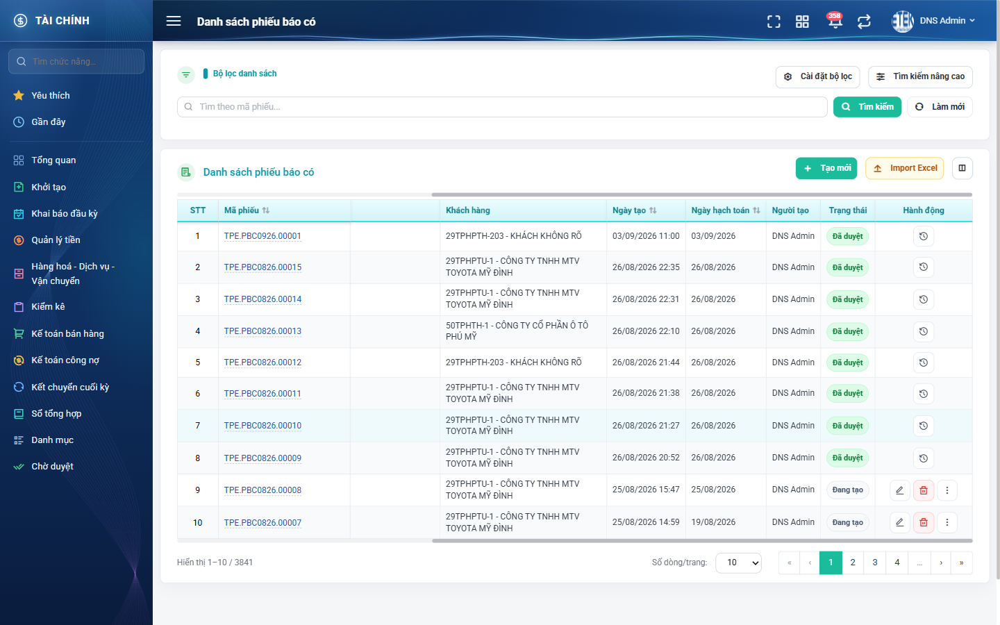 TÀI CHÍNH
Danh sách phiếu báo có
358
DNS Admin
Tìm chức năng...
Yêu thích
Gần đây
Tổng quan
Khởi tạo
Khai báo đầu kỳ
Quản lý tiền
Hàng hoá - Dịch vụ -
Vận chuyển
Kiểm kê
Kế toán bán hàng
Kế toán công nợ
Kết chuyển cuối kỳ
Sổ tổng hợp
Danh mục
Chờ duyệt
Bộ lọc danh sách
Cài đặt bộ lọc
Tìm kiếm nâng cao
Tìm theo mã phiếu...
Tìm kiếm
Làm mới
Danh sách phiếu báo có
Tạo mới
Import Excel
STT Mã phiếu Khách hàng Ngày tạo Ngày hạch toán Người tạo Trạng thái Hành động
1 TPE.PBC0926.00001 29TPHPTH-203 - KHÁCH KHÔNG RÕ 03/09/2026 11:00 03/09/2026 DNS Admin Đã duyệt
2 TPE.PBC0826.00015 29TPHPTU-1 - CÔNG TY TNHH MTV
TOYOTA MỸ ĐÌNH 26/08/2026 22:35 26/08/2026 DNS Admin Đã duyệt
3 TPE.PBC0826.00014 29TPHPTU-1 - CÔNG TY TNHH MTV
TOYOTA MỸ ĐÌNH 26/08/2026 22:31 26/08/2026 DNS Admin Đã duyệt
4 TPE.PBC0826.00013 50TPHTH-1 - CÔNG TY CỔ PHẦN Ô TÔ
PHÚ MỸ 26/08/2026 22:10 26/08/2026 DNS Admin Đã duyệt
5 TPE.PBC0826.00012 29TPHPTH-203 - KHÁCH KHÔNG RÕ 26/08/2026 21:44 26/08/2026 DNS Admin Đã duyệt
6 TPE.PBC0826.00011 29TPHPTU-1 - CÔNG TY TNHH MTV
TOYOTA MỸ ĐÌNH 26/08/2026 21:38 26/08/2026 DNS Admin Đã duyệt
7 TPE.PBC0826.00010 29TPHPTU-1 - CÔNG TY TNHH MTV
TOYOTA MỸ ĐÌNH 26/08/2026 21:27 26/08/2026 DNS Admin Đã duyệt
8 TPE.PBC0826.00009 29TPHPTU-1 - CÔNG TY TNHH MTV
TOYOTA MỸ ĐÌNH 26/08/2026 20:52 26/08/2026 DNS Admin Đã duyệt
9 TPE.PBC0826.00008 29TPHPTU-1 - CÔNG TY TNHH MTV
TOYOTA MỸ ĐÌNH 25/08/2026 15:47 25/08/2026 DNS Admin Đang tạo
10 TPE.PBC0826.00007 29TPHPTU-1 - CÔNG TY TNHH MTV
TOYOTA MỸ ĐÌNH 25/08/2026 14:59 19/08/2026 DNS Admin Đang tạo
Hiển thị 1–10 / 3841
Số dòng/trang: 10
« ‹ 1 2 3 4 ... › »